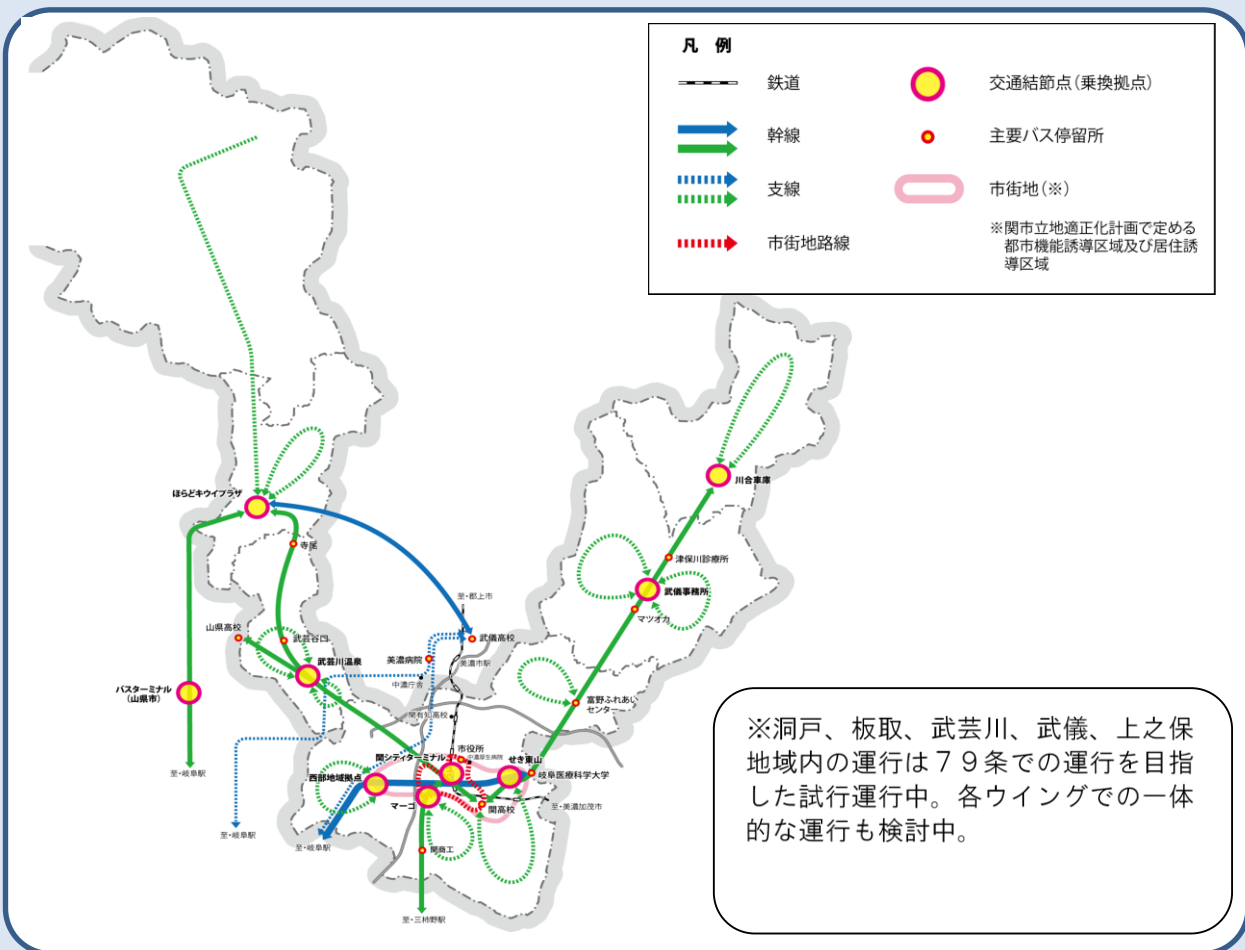 凡 例
鉄道
交通結節点(乗換拠点)
幹線
主要バス停留所
支線
市街地(※)
市街地路線
※関市立地適正化計画で定める
都市機能誘導区域及び居住誘
導区域
川合車庫
ほらどキウイプラザ
寺尾
津保川診療所
武儀事務所
至・郡上市
マツオカ
山県高校
武芸谷口
武儀高校
美濃病院
美濃市駅
武芸川温泉
中濃庁舎
バスターミナル
(山県市)
富野ふれあい
センター
関有知高校
市役所
関シティターミナル
中濃厚生病院
せき東山
至・岐阜駅
西部地域拠点
岐阜医療科学大学
マーゴ
関高校
至・美濃加茂市
至・岐阜駅
至・岐阜駅
関商工
至・三柿野駅
※洞戸、板取、武芸川、武儀、上之保
地域内の運行は79条での運行を目指
した試行運行中。各ウイングでの一体
的な運行も検討中。